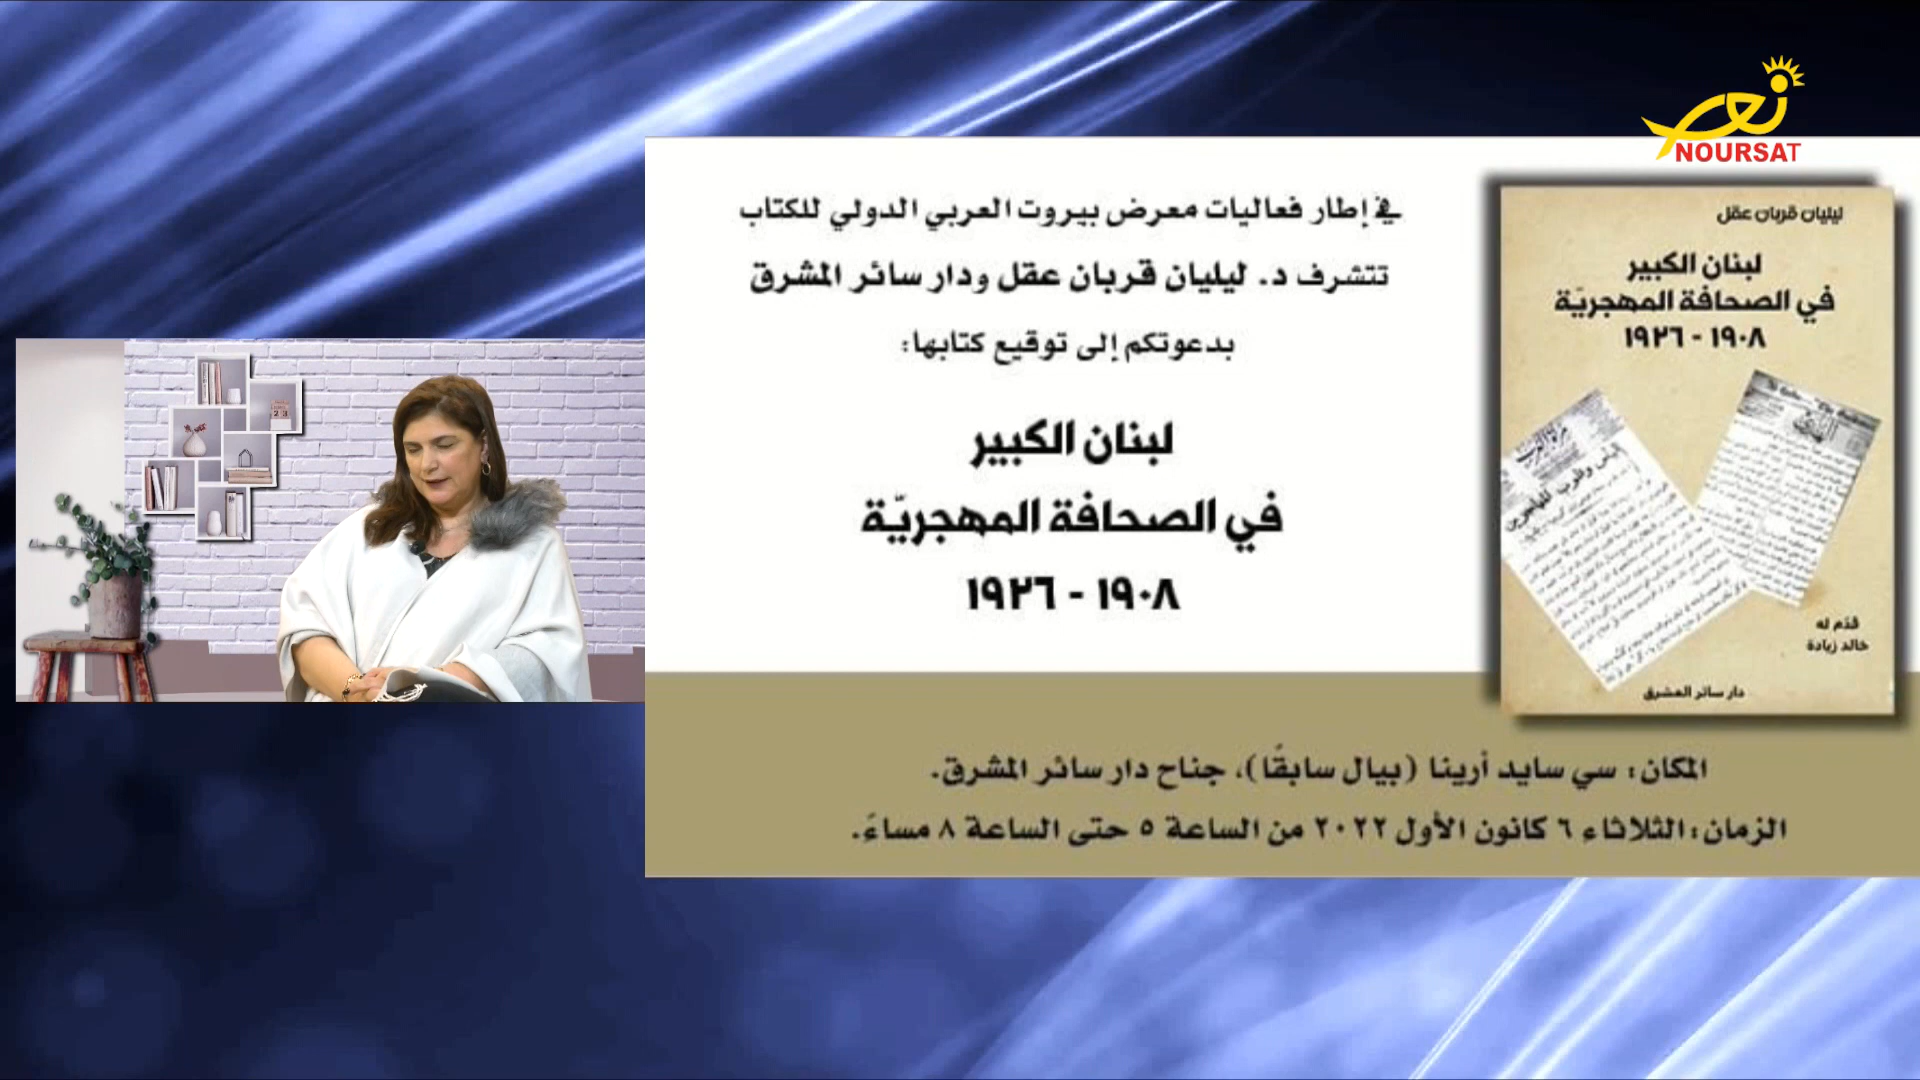 نور
NOURSAT
في إطار فعاليات معرض بيروت العربي الدولي للكتاب
تتشرف د. ليليان قربان عقل ودار سائر المشرق
بدعوتكم إلى توقيع كتابها:
لبنان الكبير
في الصحافة المهجريّة
١٩٠٨ - ١٩٢٦
ليليان قربان عقل
لبنان الكبير
في الصحافة المهجريّة
١٩٠٨ - ١٩٢٦
قدّم له
خالد زيادة
دار سائر المشرق
المكان: سي سايد أرينا (بيال سابقًا)، جناح دار سائر المشرق.
الزمان: الثلاثاء ٦ كانون الأول ٢٠٢٢ من الساعة ٥ حتى الساعة ٨ مساءً.